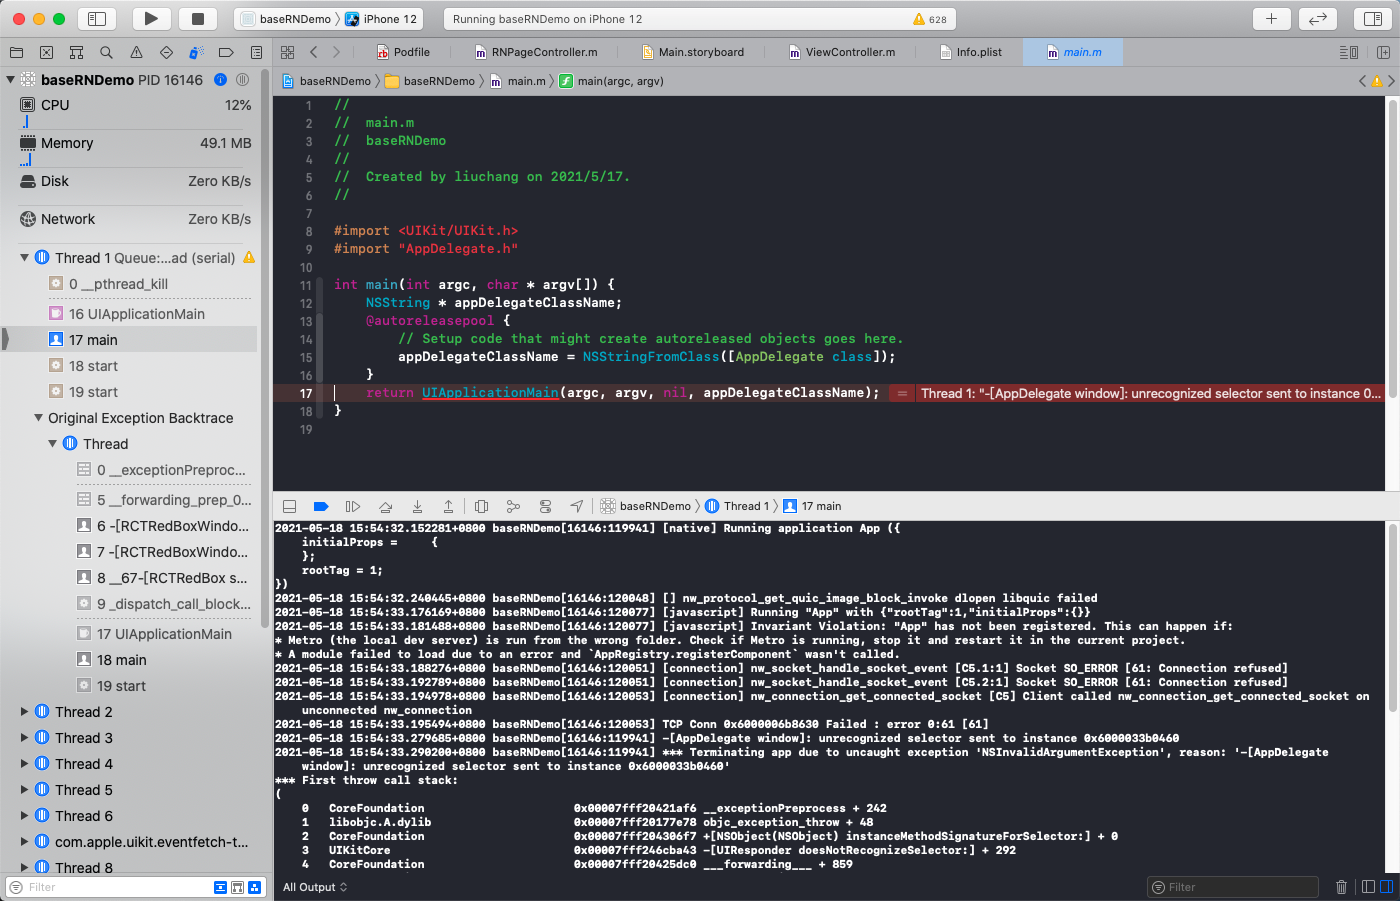 baseRNDemo
iPhone 12
Running baseRNDemo on iPhone 12
628
Podfile
RNPageController.m
Main.storyboard
ViewController.m
Info.plist
main.m
baseRNDemo PID 16146
CPU
12%
Memory
49.1 MB
Disk
Zero KB/s
Network
Zero KB/s
Thread 1 Queue:...ad (serial)
0 __pthread_kill
16 UIApplicationMain
17 main
18 start
19 start
Original Exception Backtrace
Thread
0 __exceptionPreproc...
5 __forwarding_prep_0...
6 -[RCTRedBoxWindo...
7 -[RCTRedBoxWindo...
8 __67-[RCTRedBox s...
9 _dispatch_call_block...
17 UIApplicationMain
18 main
19 start
Thread 2
Thread 3
Thread 4
Thread 5
Thread 6
com.apple.uikit.eventfetch-t...
Thread 8
Filter
baseRNDemo
baseRNDemo
main.m
main(argc, argv)
1 //
2 //  main.m
3 //  baseRNDemo
4 //
5 //  Created by liuchang on 2021/5/17.
6 //
7
8 #import <UIKit/UIKit.h>
9 #import "AppDelegate.h"
10
11 int main(int argc, char * argv[]) {
12     NSString * appDelegateClassName;
13     @autoreleasepool {
14         // Setup code that might create autoreleased objects goes here.
15         appDelegateClassName = NSStringFromClass([AppDelegate class]);
16     }
17     return UIApplicationMain(argc, argv, nil, appDelegateClassName); = Thread 1: "-[AppDelegate window]: unrecognized selector sent to instance 0...
18 }
19
baseRNDemo
Thread 1
17 main
2021-05-18 15:54:32.152281+0800 baseRNDemo[16146:119941] [native] Running application App ({
    initialProps =     {
    };
    rootTag = 1;
})
2021-05-18 15:54:32.240445+0800 baseRNDemo[16146:120048] [] nw_protocol_get_quic_image_block_invoke dlopen libquic failed
2021-05-18 15:54:33.176169+0800 baseRNDemo[16146:120077] [javascript] Running "App" with {"rootTag":1,"initialProps":{}}
2021-05-18 15:54:33.181488+0800 baseRNDemo[16146:120077] [javascript] Invariant Violation: "App" has not been registered. This can happen if:
* Metro (the local dev server) is run from the wrong folder. Check if Metro is running, stop it and restart it in the current project.
* A module failed to load due to an error and `AppRegistry.registerComponent` wasn't called.
2021-05-18 15:54:33.188276+0800 baseRNDemo[16146:120051] [connection] nw_socket_handle_socket_event [C5.1:1] Socket SO_ERROR [61: Connection refused]
2021-05-18 15:54:33.192789+0800 baseRNDemo[16146:120051] [connection] nw_socket_handle_socket_event [C5.2:1] Socket SO_ERROR [61: Connection refused]
2021-05-18 15:54:33.194978+0800 baseRNDemo[16146:120053] [connection] nw_connection_get_connected_socket [C5] Client called nw_connection_get_connected_socket on
    unconnected nw_connection
2021-05-18 15:54:33.195494+0800 baseRNDemo[16146:120053] TCP Conn 0x6000006b8630 Failed : error 0:61 [61]
2021-05-18 15:54:33.279685+0800 baseRNDemo[16146:119941] -[AppDelegate window]: unrecognized selector sent to instance 0x6000033b0460
2021-05-18 15:54:33.290200+0800 baseRNDemo[16146:119941] *** Terminating app due to uncaught exception 'NSInvalidArgumentException', reason: '-[AppDelegate
    window]: unrecognized selector sent to instance 0x6000033b0460'
*** First throw call stack:
(
    0   CoreFoundation                      0x00007fff20421af6 __exceptionPreprocess + 242
    1   libobjc.A.dylib                     0x00007fff20177e78 objc_exception_throw + 48
    2   CoreFoundation                      0x00007fff204306f7 +[NSObject(NSObject) instanceMethodSignatureForSelector:] + 0
    3   UIKitCore                           0x00007fff246cba43 -[UIResponder doesNotRecognizeSelector:] + 292
    4   CoreFoundation                      0x00007fff20425dc0 ___forwarding___ + 859
All Output
Filter